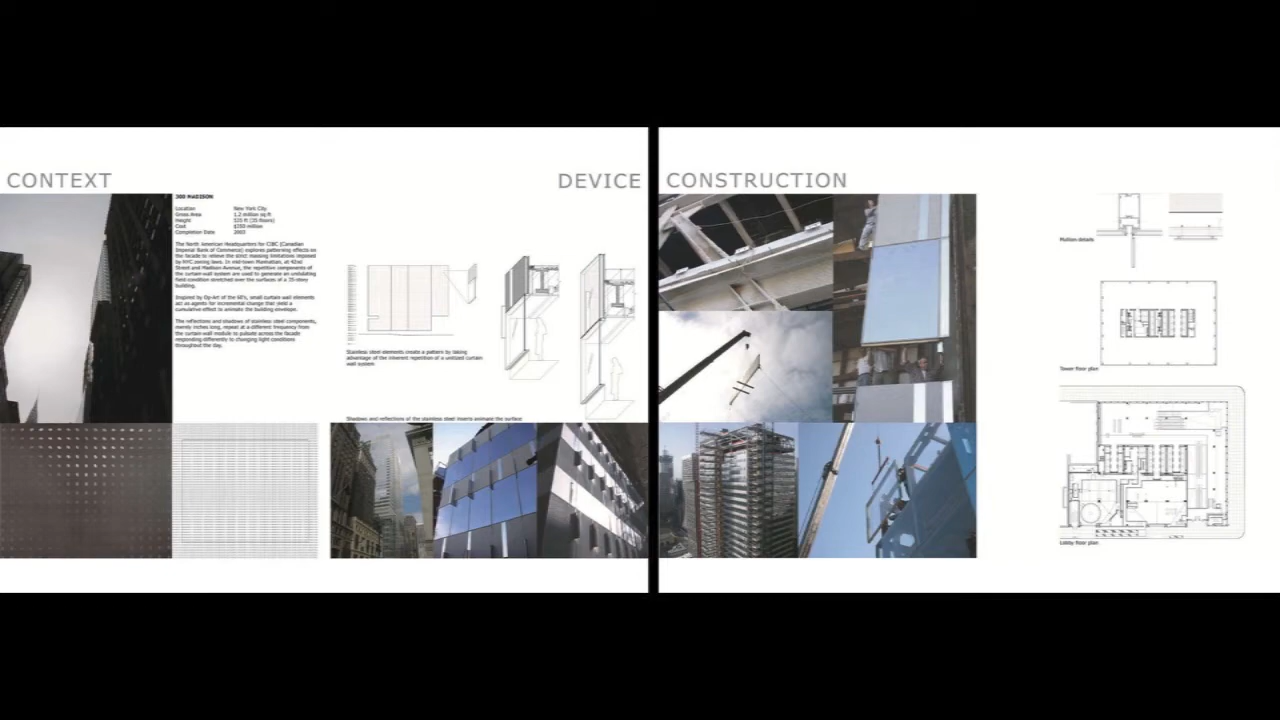 CONTEXT
DEVICE
CONSTRUCTION
300 MADISON
Location New York City
Gross Area 1.2 million sq ft
Height 525 ft (35 floors)
Cost $250 million
Completion Date 2003
The North American Headquarters for CIBC (Canadian
Imperial Bank of Commerce) explores patterning effects on
the facade to relieve the strict massing limitations imposed
by NYC zoning laws. In mid-town Manhattan, at 42nd
Street and Madison Avenue, the repetitive components of
the curtain-wall system are used to generate an undulating
field-condition stretched over the surfaces of a 35-story
building.
Inspired by Op-Art of the 60's, small curtain wall elements
act as agents for incremental change that yield a
cumulative effect to animate the building envelope.
The reflections and shadows of stainless steel components,
merely inches long, repeat at a different frequency from
the curtain-wall module to pulsate across the facade
responding differently to changing light conditions
throughout the day.
Stainless steel elements create a pattern by taking
advantage of the inherent repetition of a unitized curtain
wall system
Shadows and reflections of the stainless steel inserts animate the surface
Mullion details
Tower floor plan
Lobby floor plan